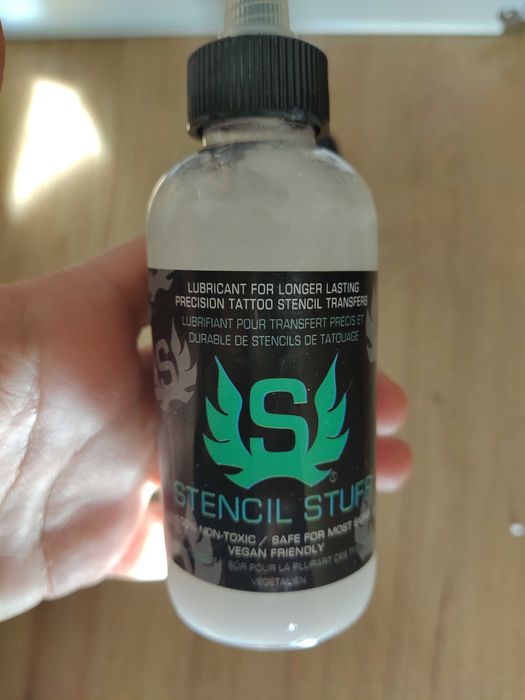 LUBRICANT FOR LONGER LASTING
PRECISION TATTOO STENCIL TRANSFERS
LUBRIFIANT POUR TRANSFERT PRÉCIS ET
DURABLE DE STENCILS DE TATOUAGE
S
S
®
STENCIL STUFF
NON-TOXIC / SAFE FOR MOST
VEGAN FRIENDLY
SÛR POUR LA PLUPART DES
VÉGÉTALIEN